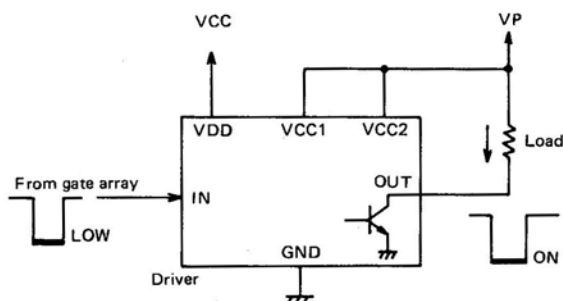 VCC
VP
VDD
VCC1
VCC2
Load
From gate array
IN
OUT
LOW
GND
ON
Driver